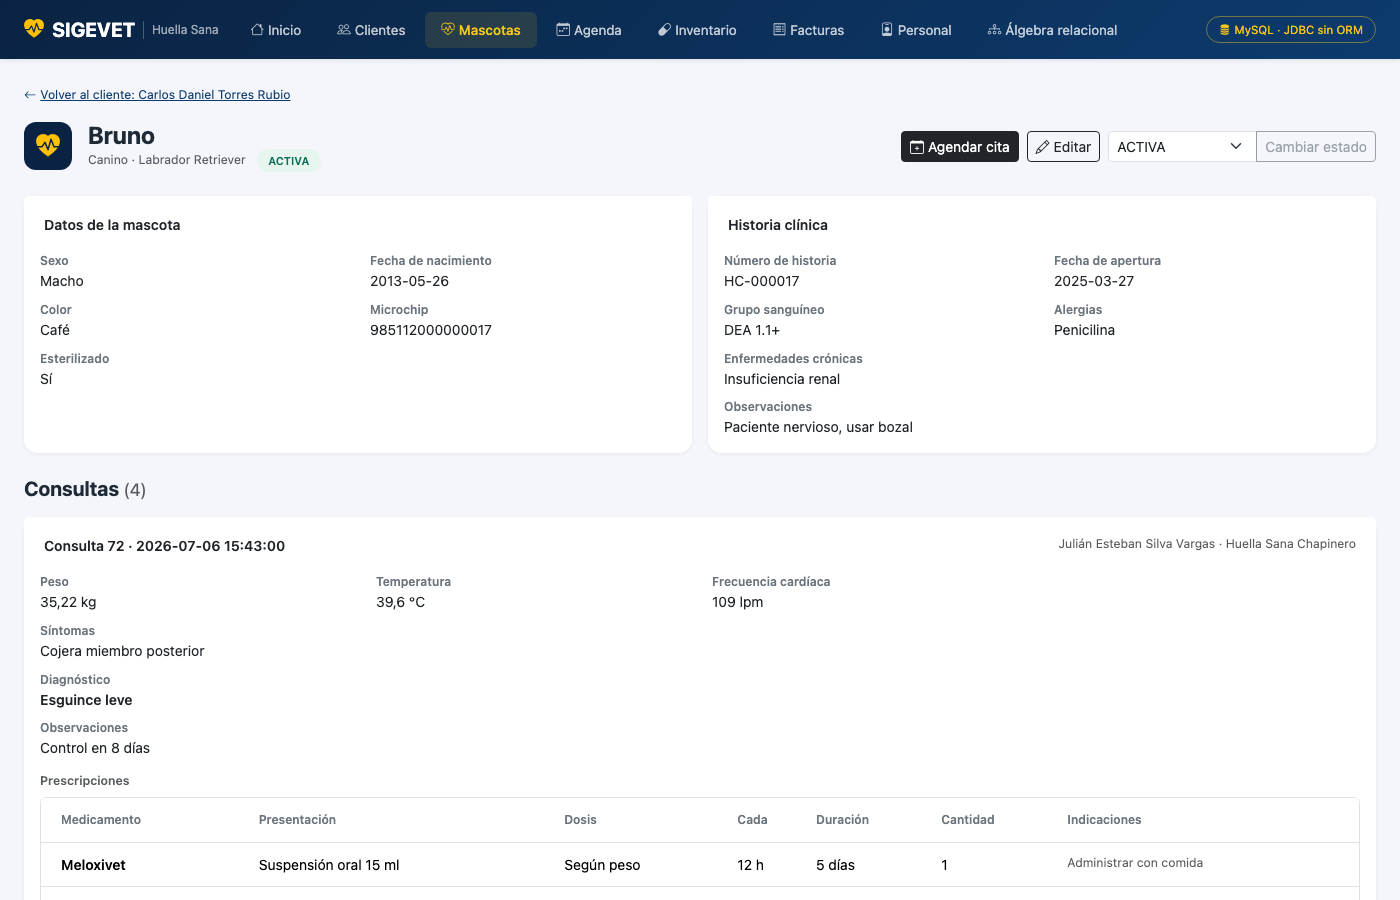 SIGEVET Huella Sana Inicio Clientes Mascotas Agenda Inventario Facturas Personal Álgebra relacional MySQL · JDBC sin ORM
← Volver al cliente: Carlos Daniel Torres Rubio
Bruno
Canino · Labrador Retriever ACTIVA
Agendar cita Editar ACTIVA Cambiar estado
Datos de la mascota
Sexo Fecha de nacimiento
Macho 2013-05-26
Color Microchip
Café 985112000000017
Esterilizado
Sí
Historia clínica
Número de historia Fecha de apertura
HC-000017 2025-03-27
Grupo sanguíneo Alergias
DEA 1.1+ Penicilina
Enfermedades crónicas
Insuficiencia renal
Observaciones
Paciente nervioso, usar bozal
Consultas (4)
Consulta 72 · 2026-07-06 15:43:00 Julián Esteban Silva Vargas · Huella Sana Chapinero
Peso Temperatura Frecuencia cardíaca
35,22 kg 39,6 °C 109 lpm
Síntomas
Cojera miembro posterior
Diagnóstico
Esguince leve
Observaciones
Control en 8 días
Prescripciones
Medicamento Presentación Dosis Cada Duración Cantidad Indicaciones
Meloxivet Suspensión oral 15 ml Según peso 12 h 5 días 1 Administrar con comida